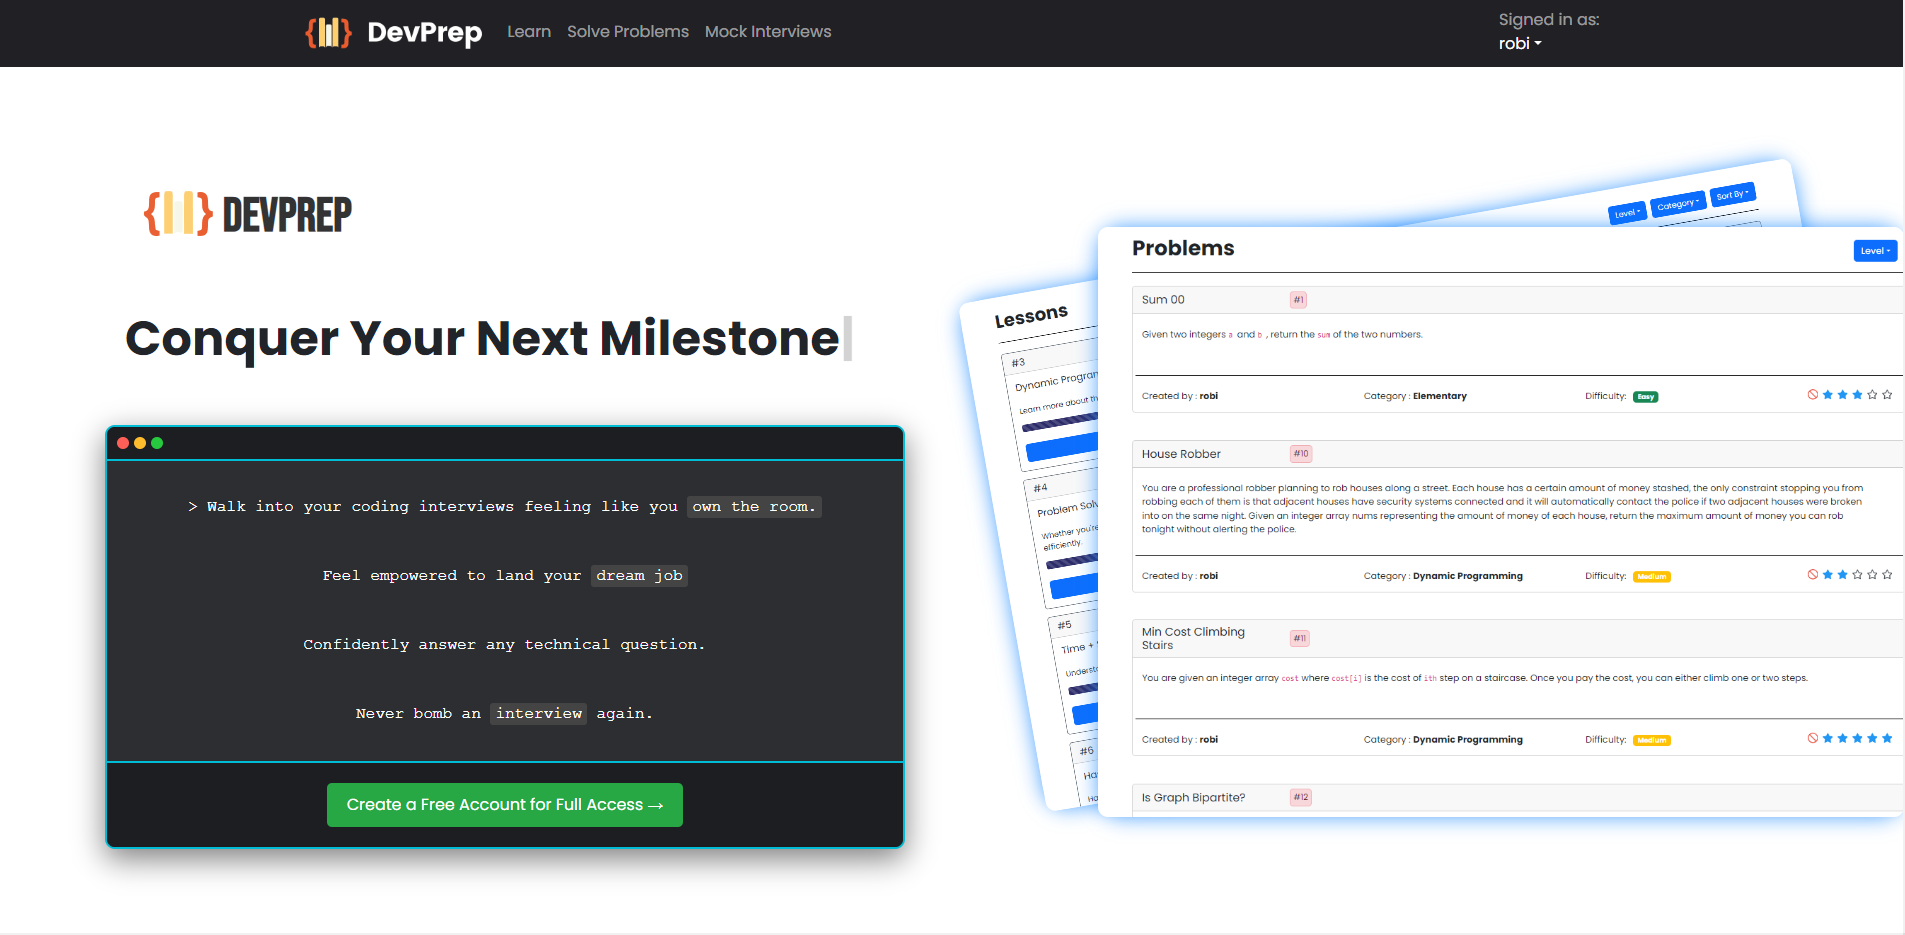 DevPrep
Learn
Solve Problems
Mock Interviews
Signed in as:
robi
DEVPREP
Conquer Your Next Milestone
> Walk into your coding interviews feeling like you own the room.
Feel empowered to land your dream job
Confidently answer any technical question.
Never bomb an interview again.
Create a Free Account for Full Access →
Level
Category
Sort By
Lessons
#3
Dynamic Program
Learn more about th
#4
Problem Solv
Whether you're
efficiently.
#5
Time +
Understa
#6
Ha
Ha
Problems
Level
Sum 00
#1
Given two integers a and b , return the sum of the two numbers.
Created by : robi
Category : Elementary
Difficulty: Easy
House Robber
#10
You are a professional robber planning to rob houses along a street. Each house has a certain amount of money stashed, the only constraint stopping you from
robbing each of them is that adjacent houses have security systems connected and it will automatically contact the police if two adjacent houses were broken
into on the same night. Given an integer array nums representing the amount of money of each house, return the maximum amount of money you can rob
tonight without alerting the police.
Created by : robi
Category : Dynamic Programming
Difficulty: Medium
Min Cost Climbing
Stairs
#11
You are given an integer array cost where cost[i] is the cost of ith step on a staircase. Once you pay the cost, you can either climb one or two steps.
Created by : robi
Category : Dynamic Programming
Difficulty: Medium
Is Graph Bipartite?
#12